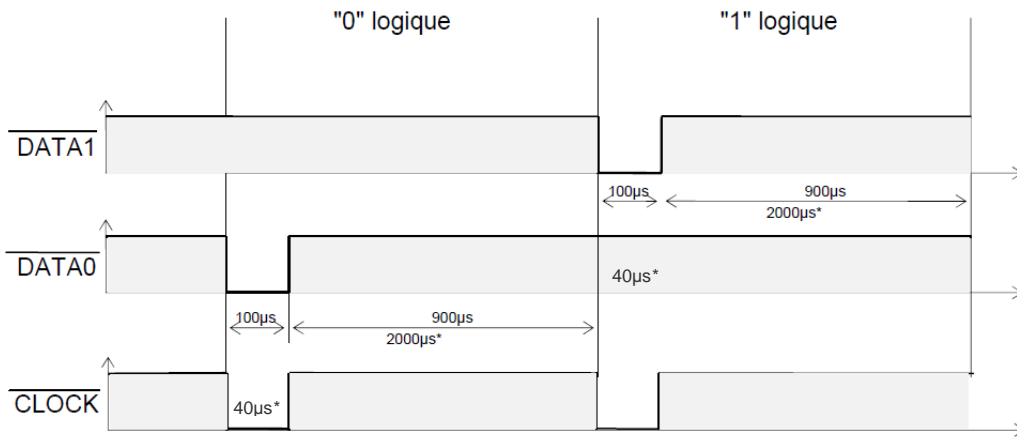 "0" logique
"1" logique
DATA1
100µs
900µs
2000µs*
DATA0
40µs*
100µs
900µs
2000µs*
CLOCK
40µs*